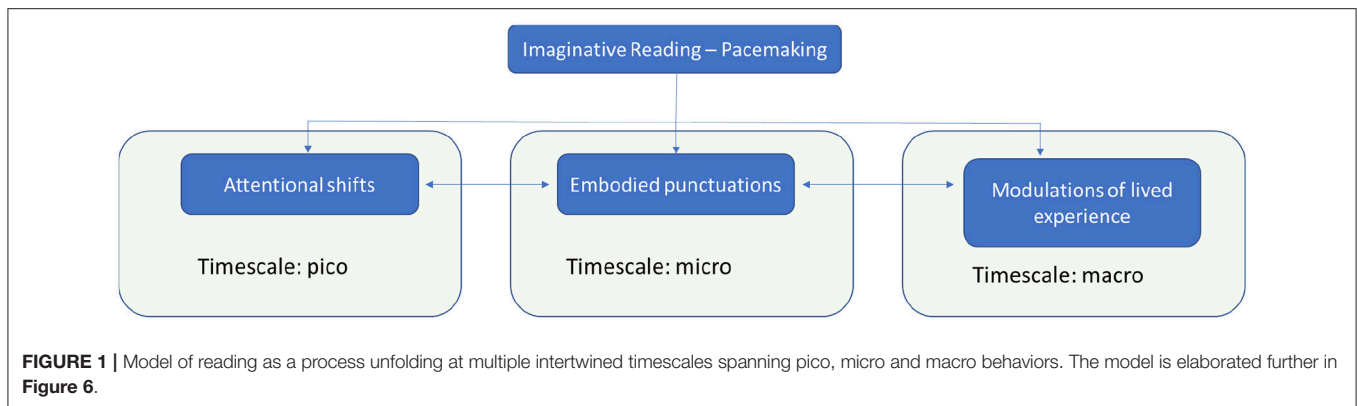 Imaginative Reading – Pacemaking
Attentional shifts
Embodied punctuations
Modulations of lived
experience
Timescale: pico
Timescale: micro
Timescale: macro
FIGURE 1 | Model of reading as a process unfolding at multiple intertwined timescales spanning pico, micro and macro behaviors. The model is elaborated further in
Figure 6.